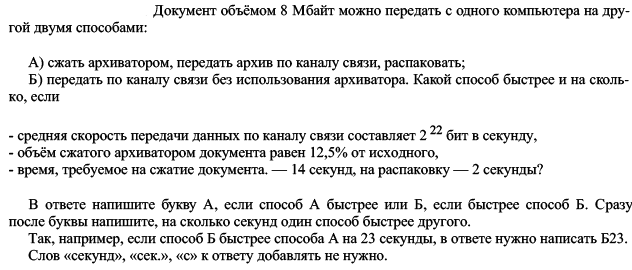 Документ объёмом 8 Мбайт можно передать с одного компьютера на дру-
гой двумя способами:
А) сжать архиватором, передать архив по каналу связи, распаковать;
Б) передать по каналу связи без использования архиватора. Какой способ быстрее и на сколь-
ко, если
- средняя скорость передачи данных по каналу связи составляет 2 22 бит в секунду,
- объём сжатого архиватором документа равен 12,5% от исходного,
- время, требуемое на сжатие документа. — 14 секунд, на распаковку — 2 секунды?
В ответе напишите букву А, если способ А быстрее или Б, если быстрее способ Б. Сразу
после буквы напишите, на сколько секунд один способ быстрее другого.
Так, например, если способ Б быстрее способа А на 23 секунды, в ответе нужно написать Б23.
Слов «секунд», «сек.», «с» к ответу добавлять не нужно.